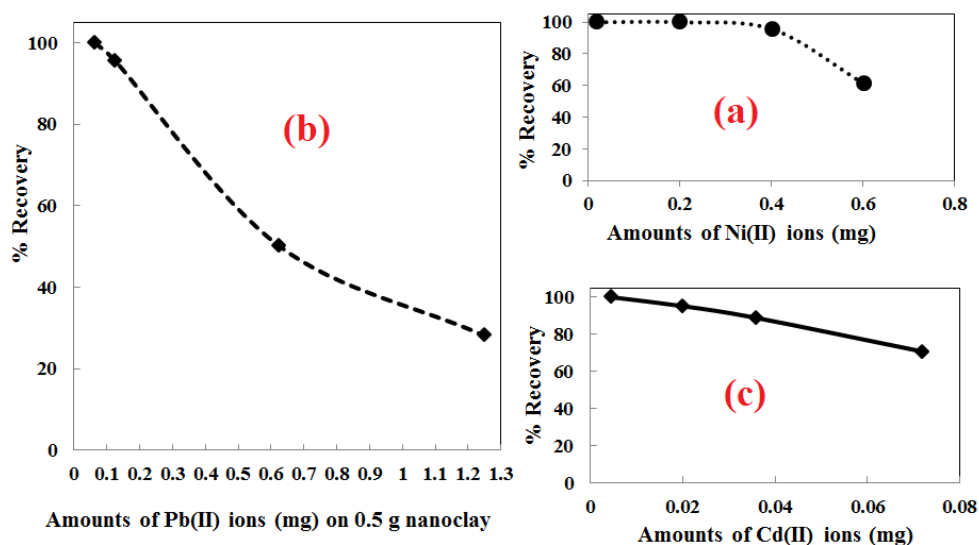 % Recovery
100
80
60
40
20
0
0 0.1 0.2 0.3 0.4 0.5 0.6 0.7 0.8 0.9 1 1.1 1.2 1.3
(b)
Amounts of Pb(II) ions (mg) on 0.5 g nanoclay
% Recovery
100
80
60
40
20
0
0 0.2 0.4 0.6 0.8
(a)
Amounts of Ni(II) ions (mg)
% Recovery
100
80
60
40
20
0
0 0.02 0.04 0.06 0.08
(c)
Amounts of Cd(II) ions (mg)